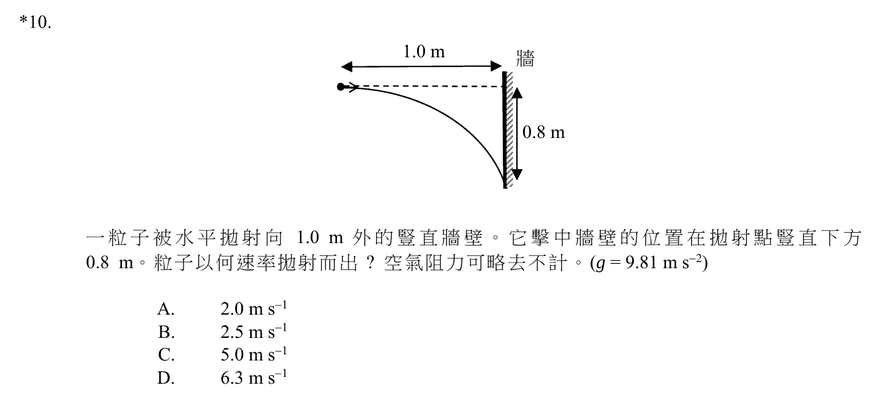 *10.
1.0 m
牆
0.8 m
一粒子被水平拋射向 1.0 m 外的豎直牆壁。它擊中牆壁的位置在拋射點豎直下方
0.8 m。粒子以何速率拋射而出？空氣阻力可略去不計。(g = 9.81 m s⁻²)
A. 2.0 m s⁻¹
B. 2.5 m s⁻¹
C. 5.0 m s⁻¹
D. 6.3 m s⁻¹